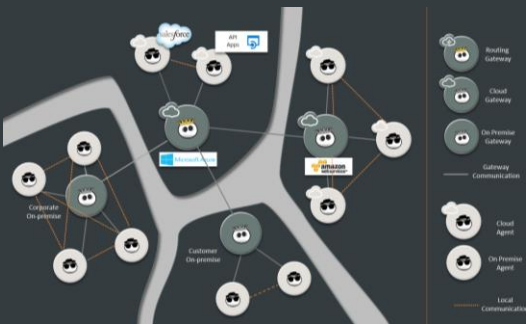 salesforce
API
Apps
Routing
Gateway
Cloud
Gateway
On Premise
Gateway
Microsoft Azure
amazon
web services
Gateway
Communication
Corporate
On-premise
Customer
On-premise
Cloud
Agent
On Premise
Agent
Local
Communication